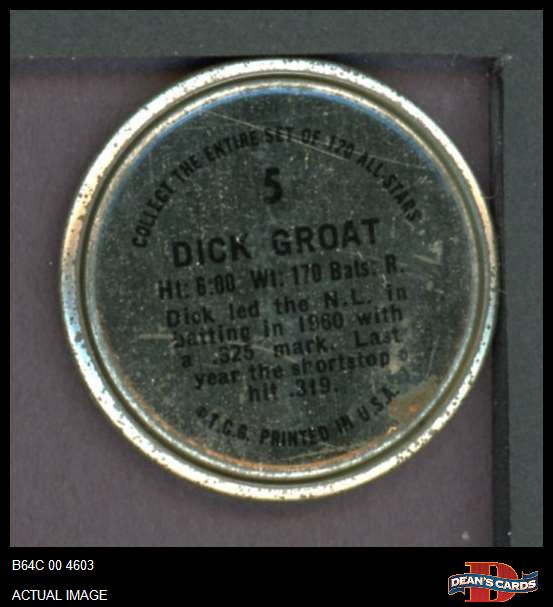 COLLECT THE ENTIRE SET OF 120 ALL-STARS
5
DICK GROAT
Ht: 6:00 Wt: 170 Bats: R.
Dick led the N.L. in
batting in 1960 with
a .325 mark. Last
year the shortstop
hit .319.
© T.C.G. PRINTED IN U.S.A.
B64C 00 4603
ACTUAL IMAGE
D
DEAN'S CARDS